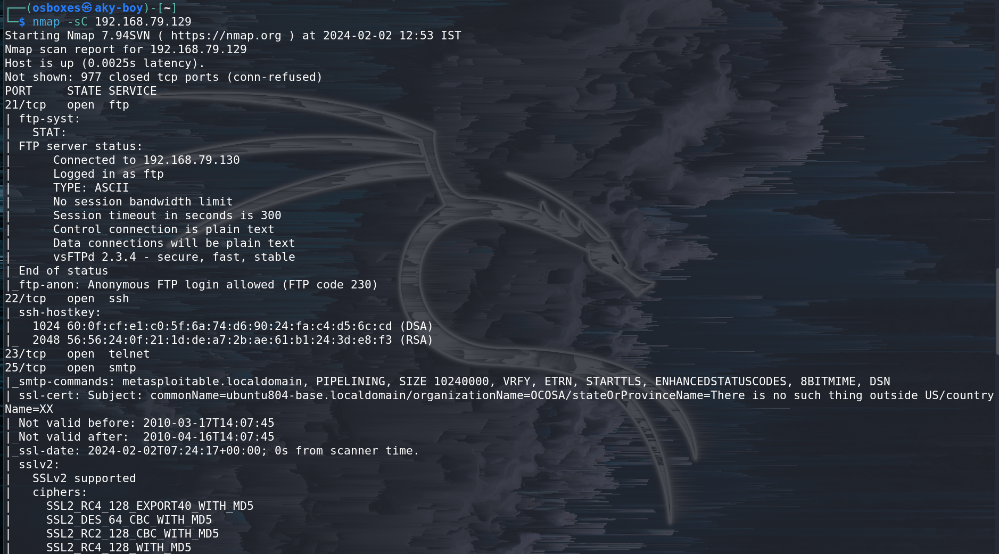 ┌──(osboxes㉿aky-boy)-[~]
└─$ nmap -sC 192.168.79.129
Starting Nmap 7.94SVN ( https://nmap.org ) at 2024-02-02 12:53 IST
Nmap scan report for 192.168.79.129
Host is up (0.0025s latency).
Not shown: 977 closed tcp ports (conn-refused)
PORT     STATE SERVICE
21/tcp   open  ftp
| ftp-syst:
|   STAT:
| FTP server status:
|      Connected to 192.168.79.130
|      Logged in as ftp
|      TYPE: ASCII
|      No session bandwidth limit
|      Session timeout in seconds is 300
|      Control connection is plain text
|      Data connections will be plain text
|      vsFTPd 2.3.4 - secure, fast, stable
|_End of status
|_ftp-anon: Anonymous FTP login allowed (FTP code 230)
22/tcp   open  ssh
| ssh-hostkey:
|   1024 60:0f:cf:e1:c0:5f:6a:74:d6:90:24:fa:c4:d5:6c:cd (DSA)
|_  2048 56:56:24:0f:21:1d:de:a7:2b:ae:61:b1:24:3d:e8:f3 (RSA)
23/tcp   open  telnet
25/tcp   open  smtp
|_smtp-commands: metasploitable.localdomain, PIPELINING, SIZE 10240000, VRFY, ETRN, STARTTLS, ENHANCEDSTATUSCODES, 8BITMIME, DSN
| ssl-cert: Subject: commonName=ubuntu804-base.localdomain/organizationName=OCOSA/stateOrProvinceName=There is no such thing outside US/country
Name=XX
| Not valid before: 2010-03-17T14:07:45
|_Not valid after:  2010-04-16T14:07:45
|_ssl-date: 2024-02-02T07:24:17+00:00; 0s from scanner time.
| sslv2:
|   SSLv2 supported
|   ciphers:
|     SSL2_RC4_128_EXPORT40_WITH_MD5
|     SSL2_DES_64_CBC_WITH_MD5
|     SSL2_RC2_128_CBC_WITH_MD5
|     SSL2_RC4_128_WITH_MD5